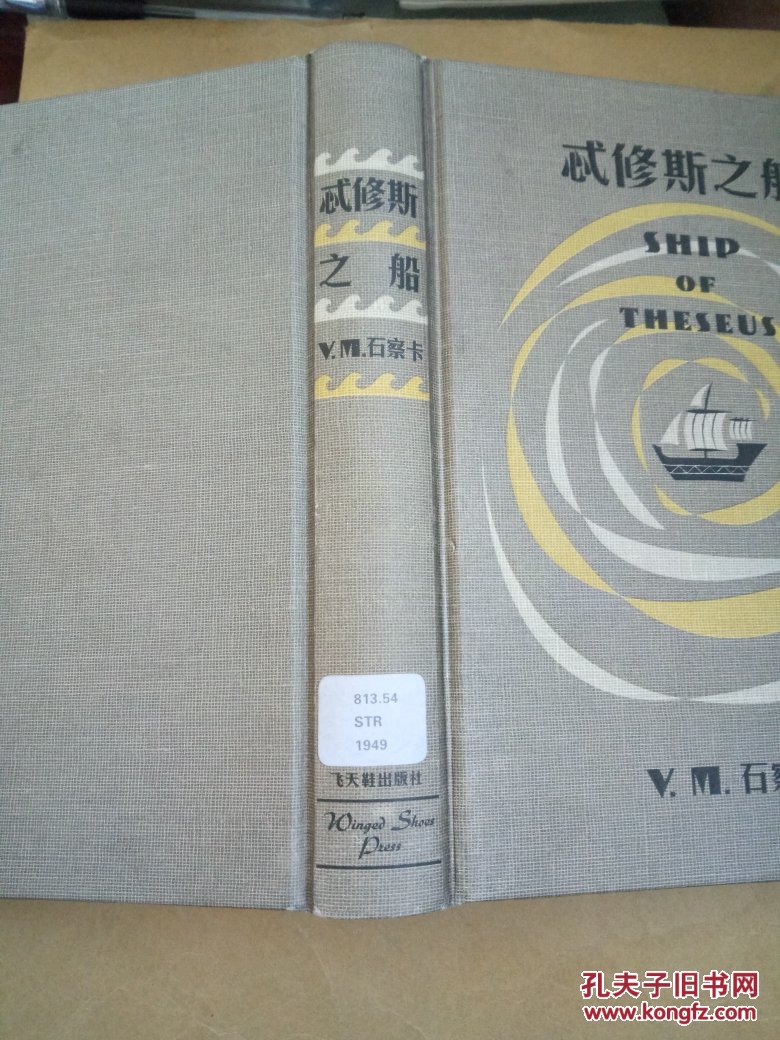 忒修斯
之船
V.M.石察卡
813.54
STR
1949
飞天鞋出版社
Winged Shoes
Press
忒修斯之船
SHIP
OF
THESEUS
V. M. 石察
孔夫子旧书网
www.kongfz.com